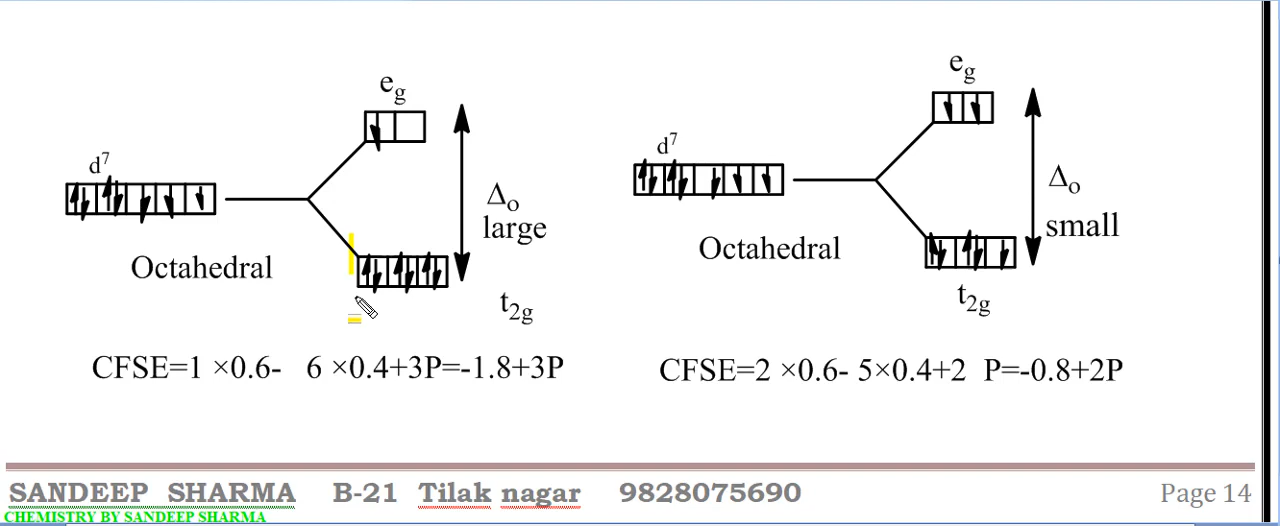 e_g
d⁷
Δ_o
large
Octahedral
t_2g
CFSE=1 ×0.6- 6 ×0.4+3P=-1.8+3P
e_g
d⁷
Δ_o
small
Octahedral
t_2g
CFSE=2 ×0.6- 5×0.4+2 P=-0.8+2P
SANDEEP SHARMA B-21 Tilak nagar 9828075690 Page 14
CHEMISTRY BY SANDEEP SHARMA